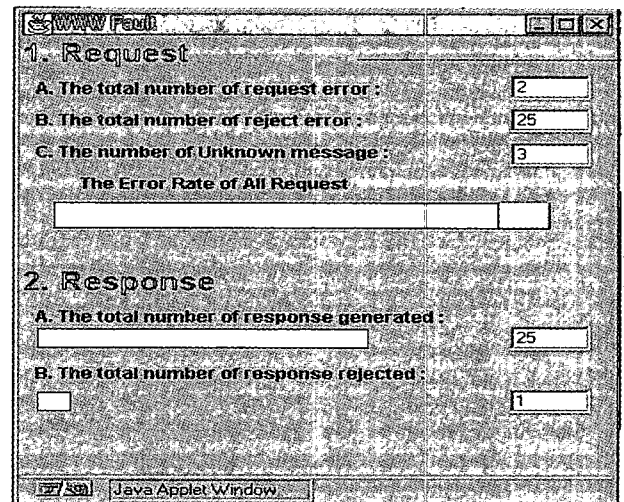 WWW Fault
1. Request
A. The total number of request error : 2
B. The total number of reject error : 25
C. The number of Unknown message : 3
The Error Rate of All Request
2. Response
A. The total number of response generated :
25
B. The total number of response rejected :
1
Java Applet Window